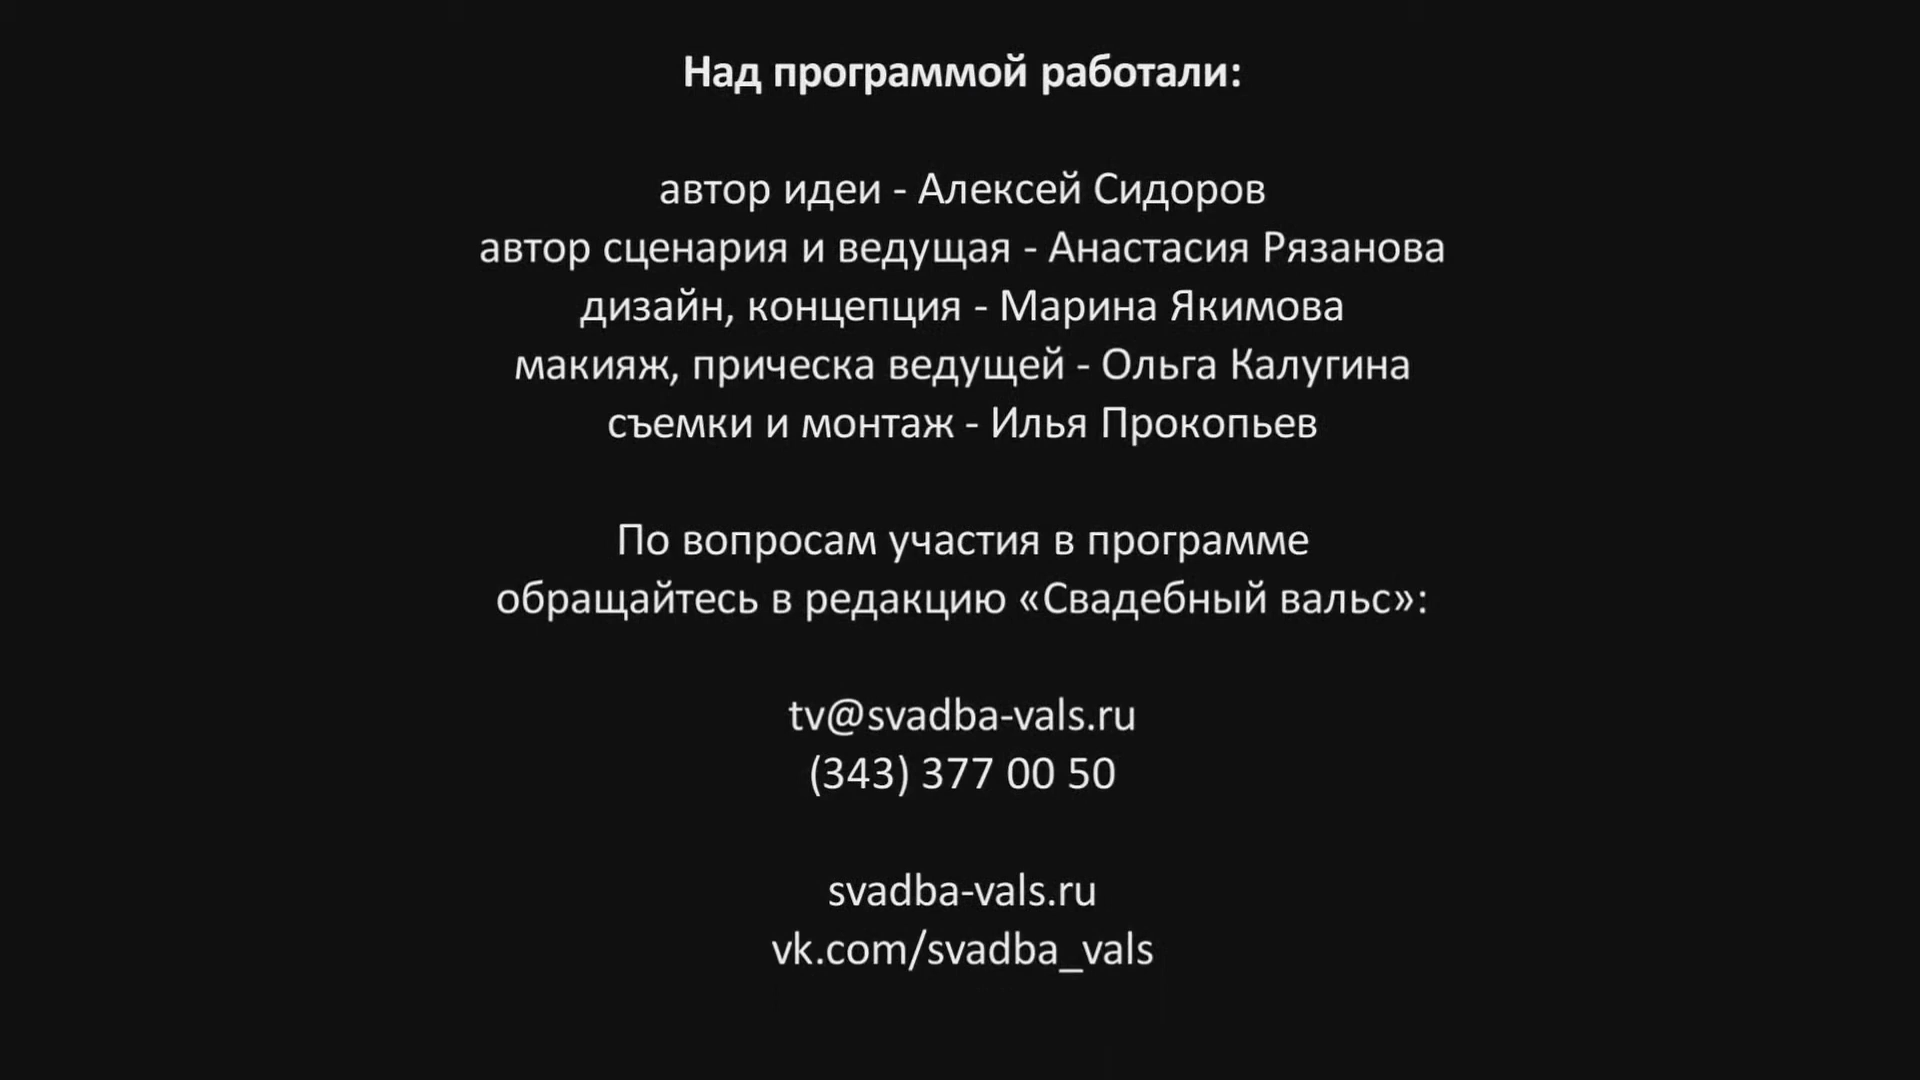 Над программой работали:
автор идеи - Алексей Сидоров
автор сценария и ведущая - Анастасия Рязанова
дизайн, концепция - Марина Якимова
макияж, прическа ведущей - Ольга Калугина
съемки и монтаж - Илья Прокопьев
По вопросам участия в программе
обращайтесь в редакцию «Свадебный вальс»:
tv@svadba-vals.ru
(343) 377 00 50
svadba-vals.ru
vk.com/svadba_vals